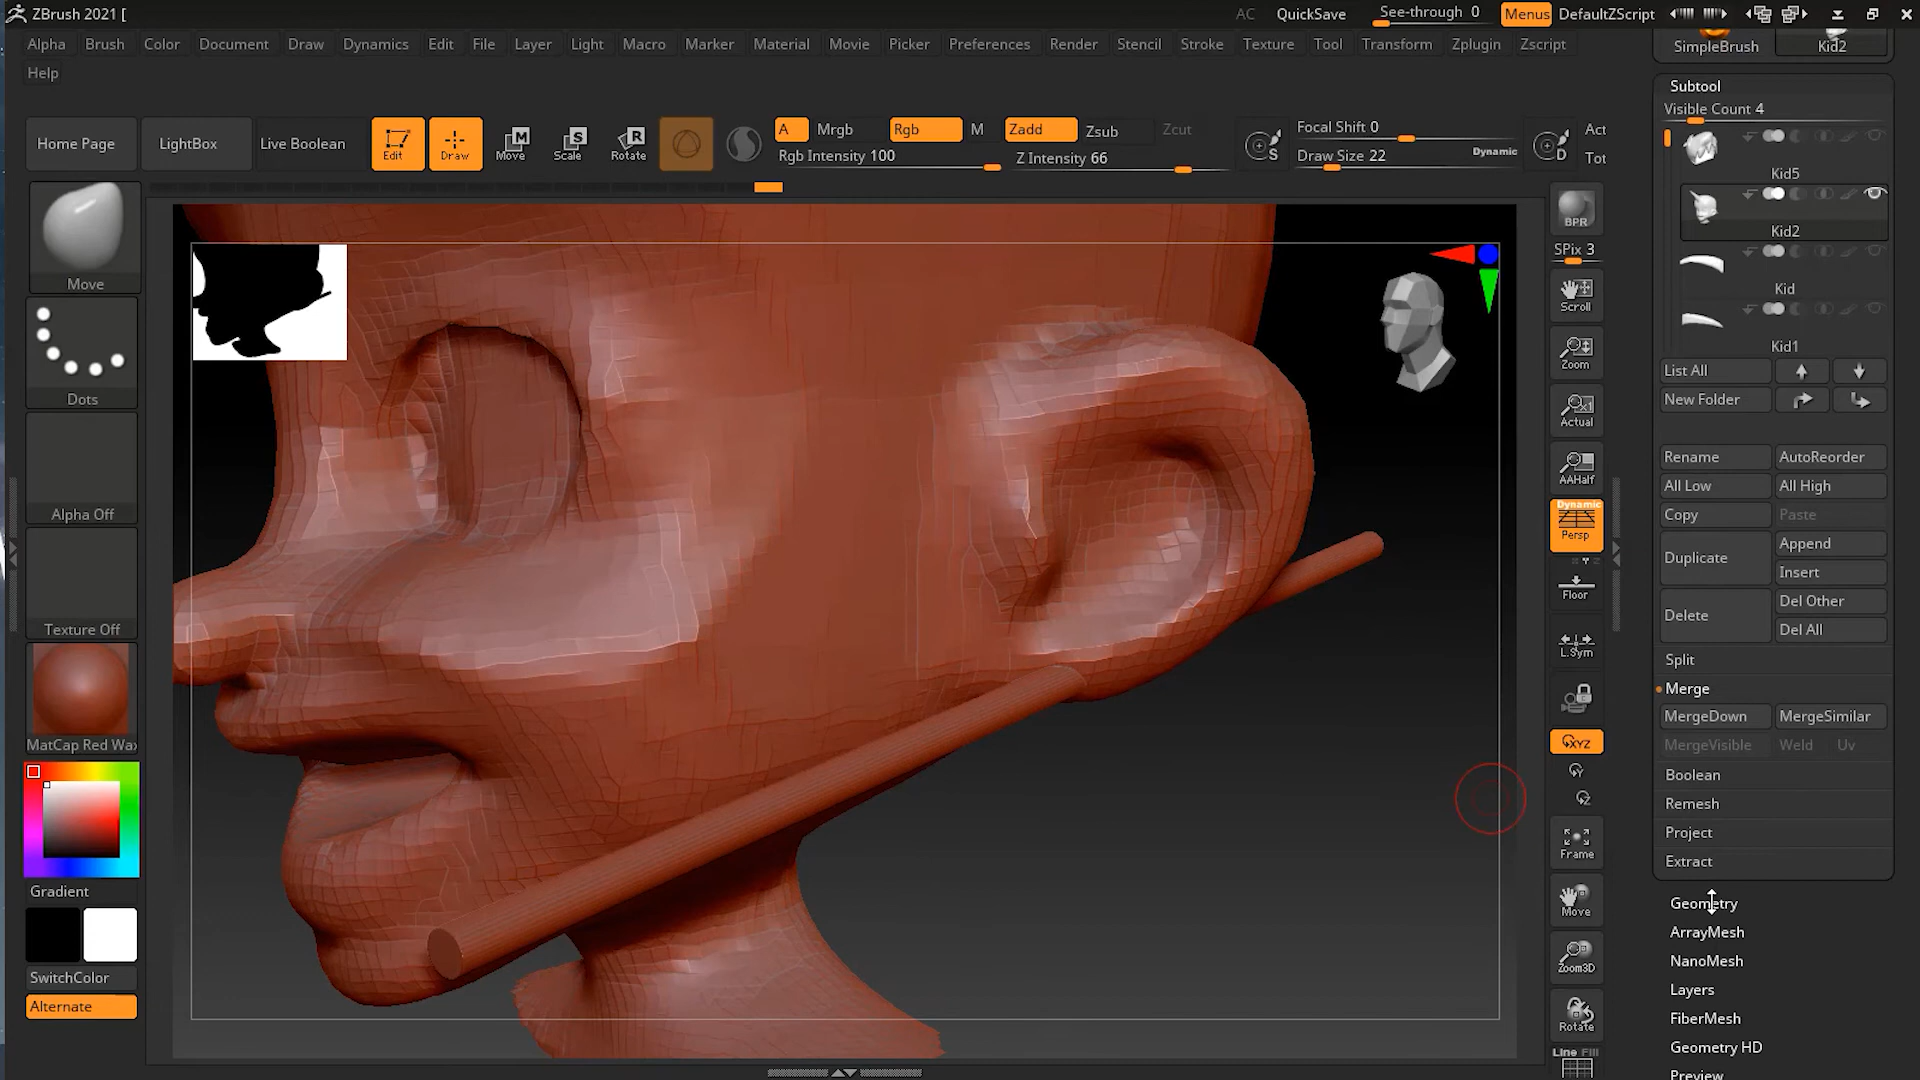 ZBrush 2021 [
AC QuickSave See-through 0 Menus DefaultZScript
Alpha Brush Color Document Draw Dynamics Edit File Layer Light Macro Marker Material Movie Picker Preferences Render Stencil Stroke Texture Tool Transform Zplugin Zscript
Help
SimpleBrush Kid2
Home Page LightBox Live Boolean Edit Draw Move Scale Rotate
M S R
A Mrgb Rgb M Zadd Zsub Zcut
Rgb Intensity 100 Z Intensity 66
Focal Shift 0
Draw Size 22 Dynamic
S D
Act
Tot
Move
Dots
Alpha Off
Texture Off
MatCap Red Wax
Gradient
SwitchColor
Alternate
BPR
SPix 3
Scroll
Zoom
Actual
AAHalf
Dynamic
Persp
Floor
L.Sym
XYZ
Y
Z
Frame
Move
Zoom3D
Rotate
Line Fill
Subtool
Visible Count 4
Kid5
Kid2
Kid
Kid1
List All
New Folder
Rename AutoReorder
All Low All High
Copy Paste
Duplicate Append
Insert
Delete Del Other
Del All
Split
Merge
MergeDown MergeSimilar
MergeVisible Weld Uv
Boolean
Remesh
Project
Extract
Geometry
ArrayMesh
NanoMesh
Layers
FiberMesh
Geometry HD
Preview